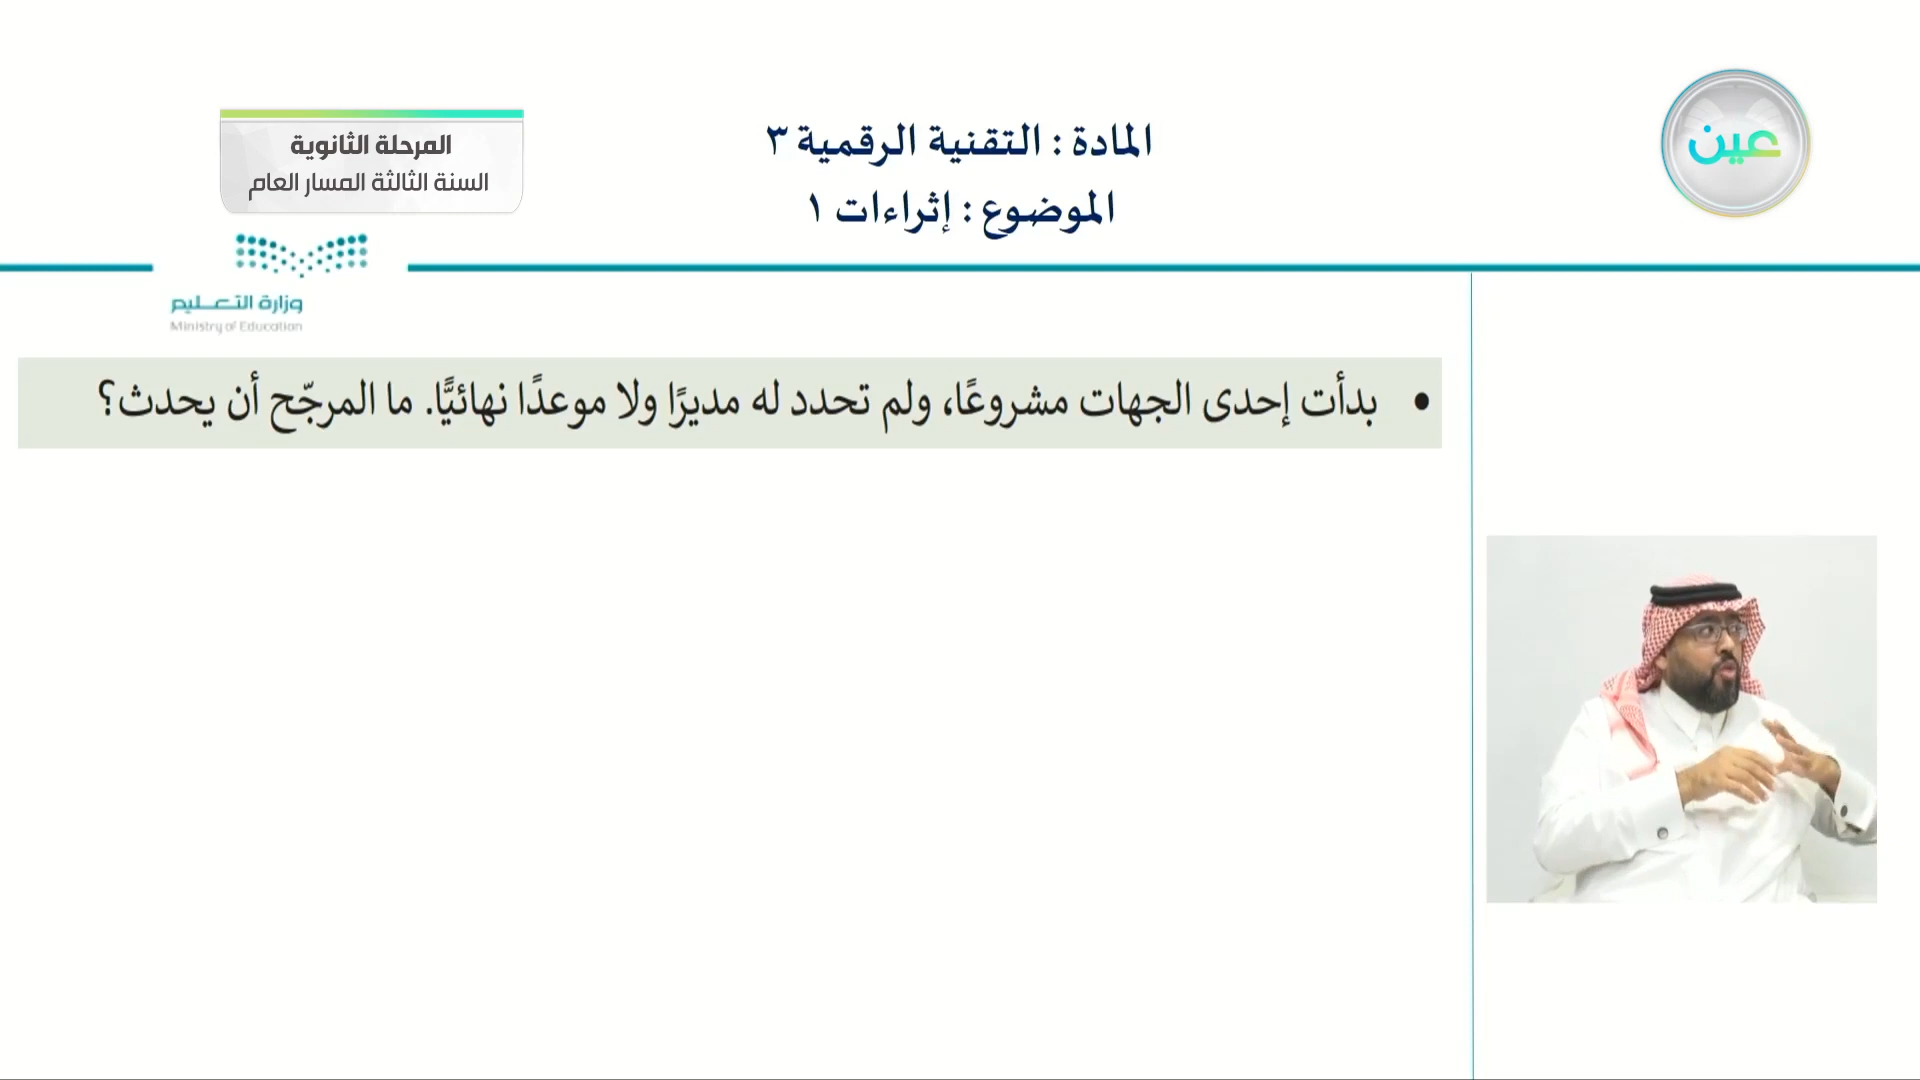 المادة : التقنية الرقمية ٣
الموضوع : إثراءات ١
عين
المرحلة الثانوية
السنة الثالثة المسار العام
وزارة التعليم
Ministry of Education
• بدأت إحدى الجهات مشروعًا، ولم تحدد له مديرًا ولا موعدًا نهائيًّا. ما المرجّح أن يحدث؟